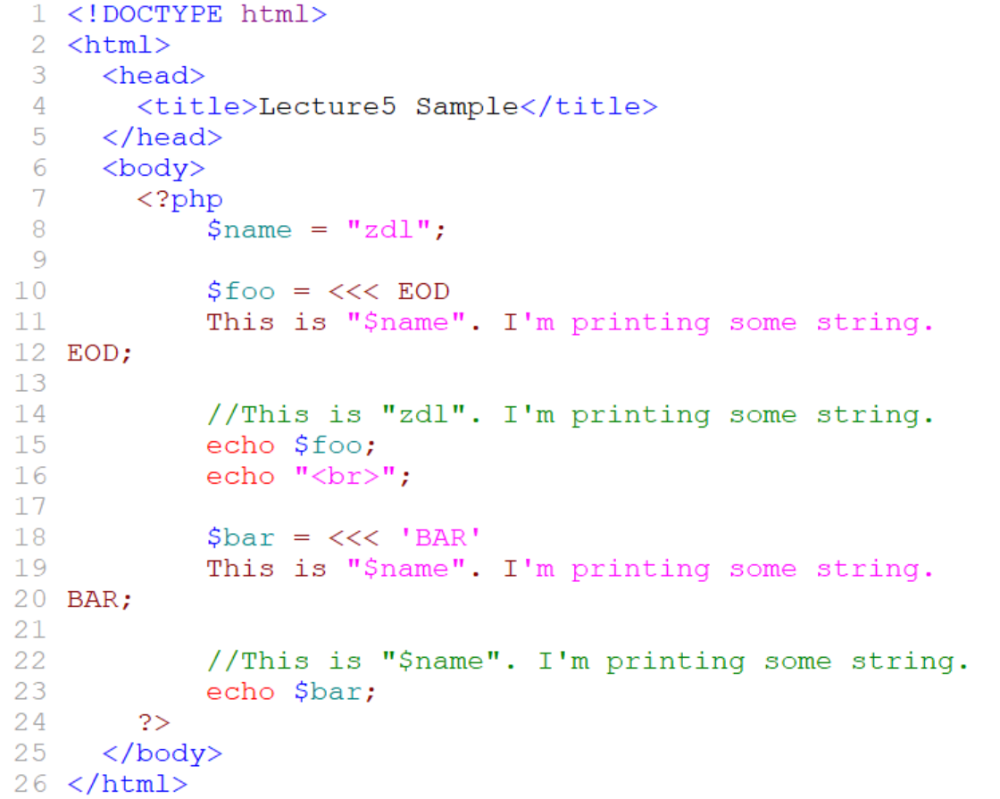 1 <!DOCTYPE html>
2 <html>
3   <head>
4     <title>Lecture5 Sample</title>
5   </head>
6   <body>
7     <?php
8         $name = "zdl";
9
10         $foo = <<< EOD
11         This is "$name". I'm printing some string.
12 EOD;
13
14         //This is "zdl". I'm printing some string.
15         echo $foo;
16         echo "<br>";
17
18         $bar = <<< 'BAR'
19         This is "$name". I'm printing some string.
20 BAR;
21
22         //This is "$name". I'm printing some string.
23         echo $bar;
24     ?>
25   </body>
26 </html>